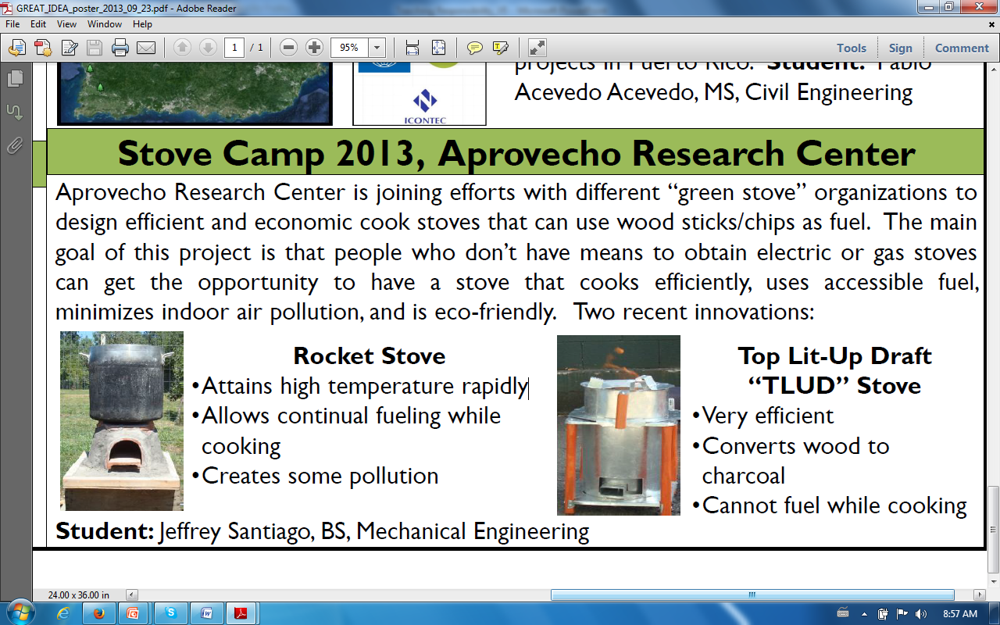 GREAT_IDEA_poster_2013_09_23.pdf - Adobe Reader
File Edit View Window Help
1 / 1 95% Tools Sign Comment
projects in Puerto Rico. Student: Pablo
Acevedo Acevedo, MS, Civil Engineering
ICONTEC
Stove Camp 2013, Aprovecho Research Center
Aprovecho Research Center is joining efforts with different “green stove” organizations to
design efficient and economic cook stoves that can use wood sticks/chips as fuel. The main
goal of this project is that people who don’t have means to obtain electric or gas stoves
can get the opportunity to have a stove that cooks efficiently, uses accessible fuel,
minimizes indoor air pollution, and is eco-friendly. Two recent innovations:
Rocket Stove
•Attains high temperature rapidly
•Allows continual fueling while
cooking
•Creates some pollution
Top Lit-Up Draft
“TLUD” Stove
•Very efficient
•Converts wood to
charcoal
•Cannot fuel while cooking
Student: Jeffrey Santiago, BS, Mechanical Engineering
24.00 x 36.00 in
8:57 AM